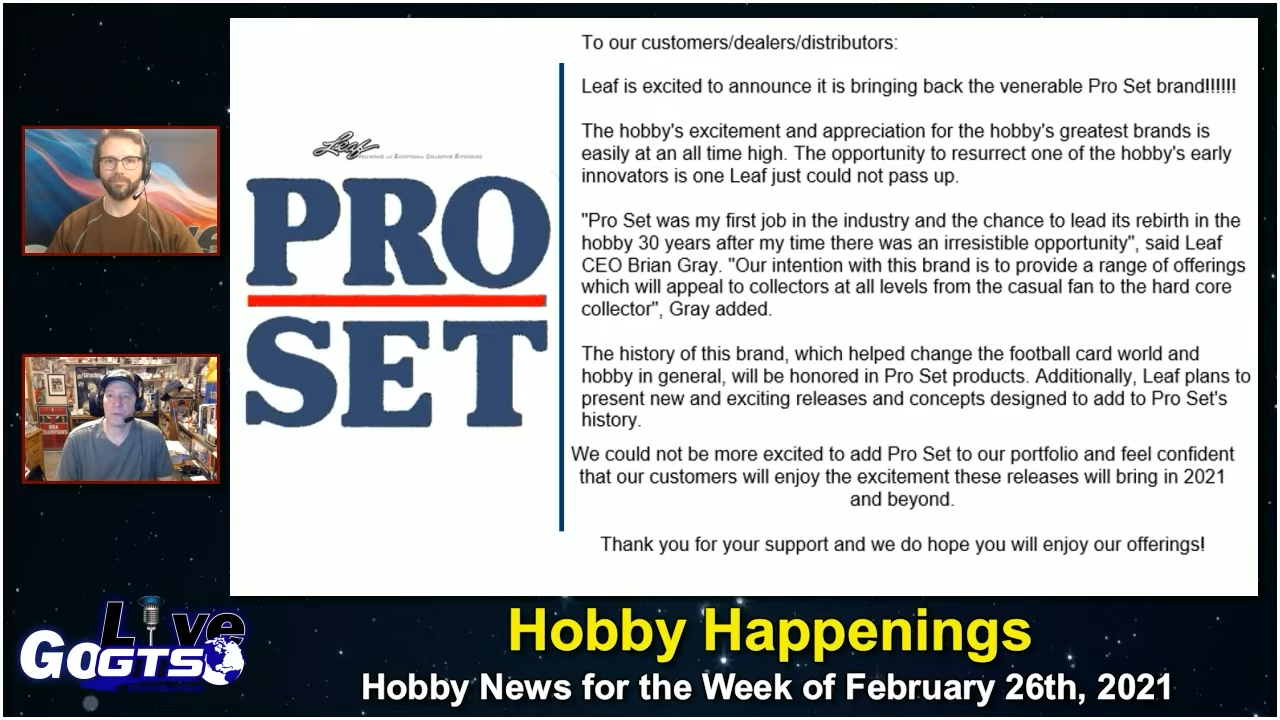 To our customers/dealers/distributors:
Leaf is excited to announce it is bringing back the venerable Pro Set brand!!!!!!
The hobby's excitement and appreciation for the hobby's greatest brands is
easily at an all time high. The opportunity to resurrect one of the hobby's early
innovators is one Leaf just could not pass up.
"Pro Set was my first job in the industry and the chance to lead its rebirth in the
hobby 30 years after my time there was an irresistible opportunity", said Leaf
CEO Brian Gray. "Our intention with this brand is to provide a range of offerings
which will appeal to collectors at all levels from the casual fan to the hard core
collector", Gray added.
The history of this brand, which helped change the football card world and
hobby in general, will be honored in Pro Set products. Additionally, Leaf plans to
present new and exciting releases and concepts designed to add to Pro Set's
history.
We could not be more excited to add Pro Set to our portfolio and feel confident
that our customers will enjoy the excitement these releases will bring in 2021
and beyond.
Thank you for your support and we do hope you will enjoy our offerings!
Leaf
PRO
SET
Live
GoGTS
Hobby Happenings
Hobby News for the Week of February 26th, 2021